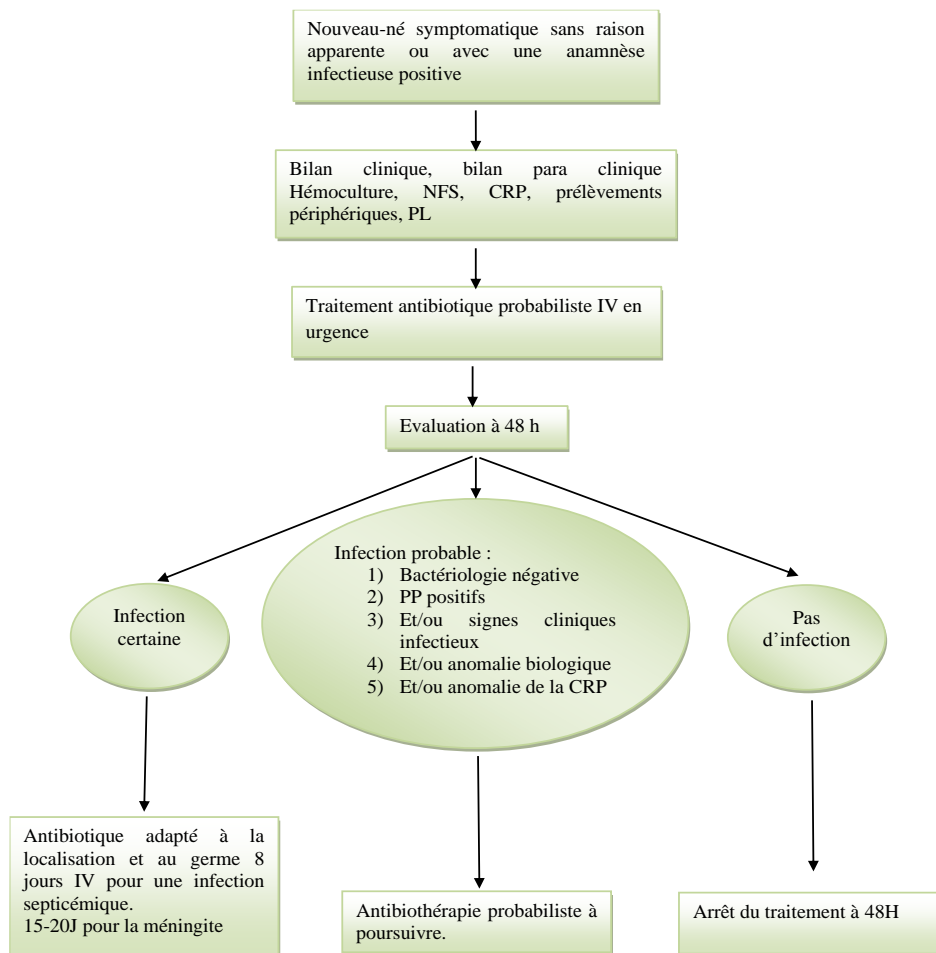 Nouveau-né symptomatique sans raison
apparente ou avec une anamnèse
infectieuse positive
Bilan clinique, bilan para clinique
Hémoculture, NFS, CRP, prélèvements
périphériques, PL
Traitement antibiotique probabiliste IV en
urgence
Evaluation à 48 h
Infection
certaine
Infection probable :
1) Bactériologie négative
2) PP positifs
3) Et/ou signes cliniques
infectieux
4) Et/ou anomalie biologique
5) Et/ou anomalie de la CRP
Pas
d’infection
Antibiotique adapté à la
localisation et au germe 8
jours IV pour une infection
septicémique.
15-20J pour la méningite
Antibiothérapie probabiliste à
poursuivre.
Arrêt du traitement à 48H